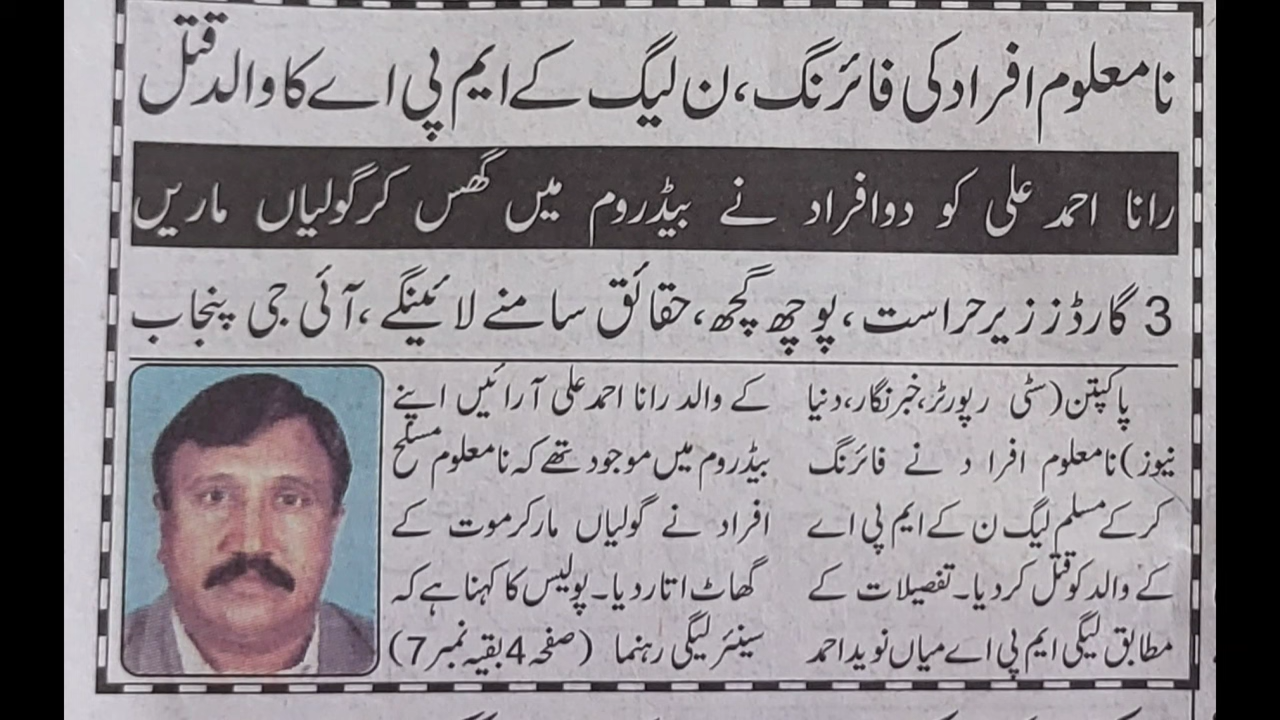 نامعلوم افراد کی فائرنگ، ن لیگ کے ایم پی اے کا والد قتل
رانا احمد علی کو دو افراد نے بیڈروم میں گھس کر گولیاں ماریں
3 گارڈز زیر حراست، پوچھ گچھ، حقائق سامنے لائینگے، آئی جی پنجاب
پاکپتن (سٹی رپورٹر، خبرنگار، دنیا
نیوز) نامعلوم افراد نے فائرنگ
کر کے مسلم لیگ ن کے ایم پی اے
کے والد کو قتل کر دیا۔ تفصیلات کے
مطابق لیگی ایم پی اے میاں نوید احمد
کے والد رانا احمد علی آرائیں اپنے
بیڈروم میں موجود تھے کہ نامعلوم مسلح
افراد نے گولیاں مار کر موت کے
گھاٹ اتار دیا۔ پولیس کا کہنا ہے کہ
سینئر لیگی رہنما (صفحہ 4 بقیہ نمبر 7)